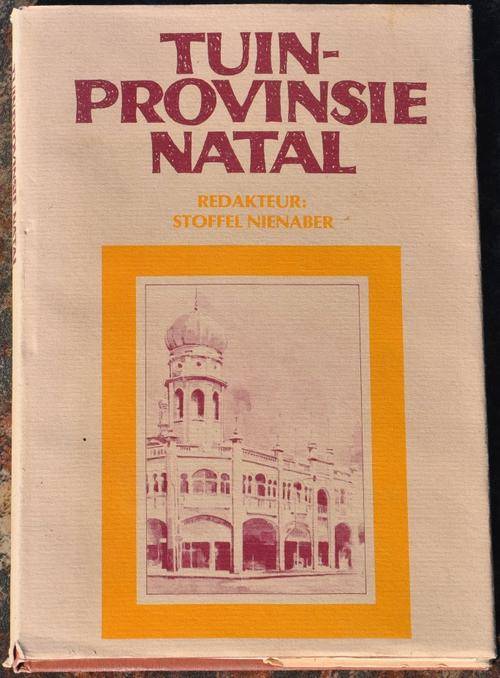 TUIN-
PROVINSIE
NATAL
REDAKTEUR:
STOFFEL NIENABER